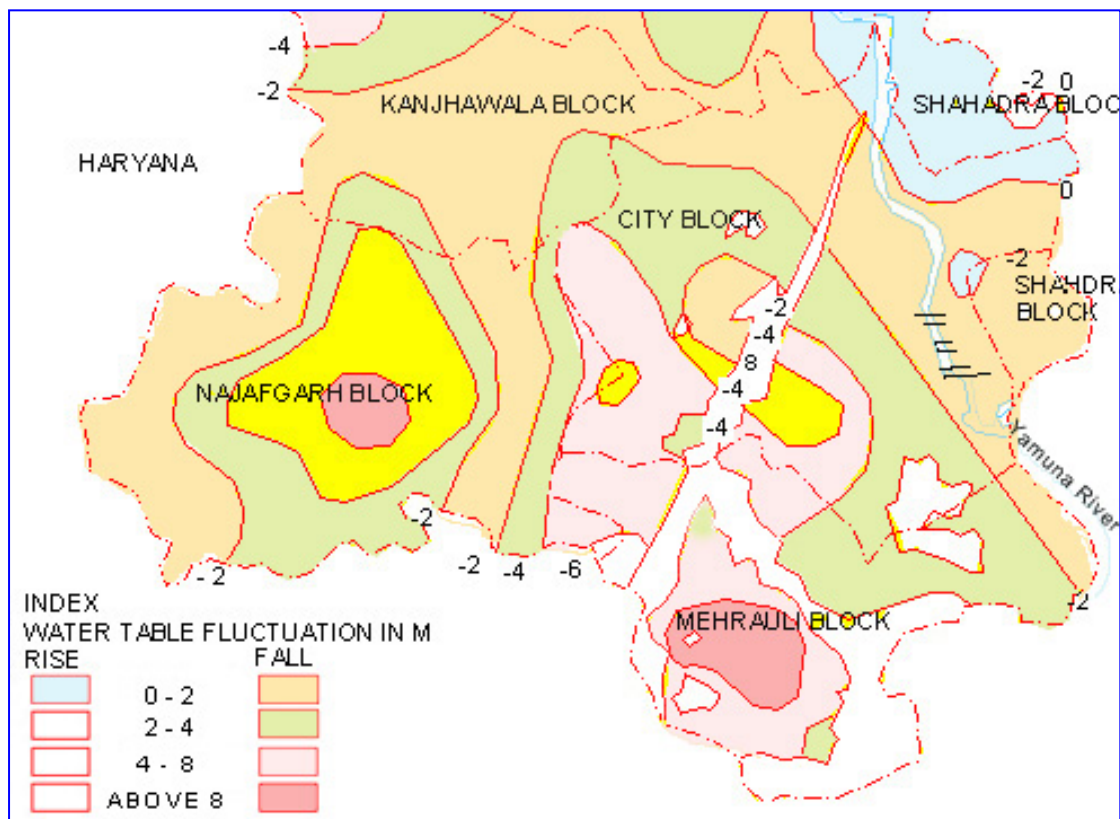 -4
-2
KANJHAWALA BLOCK
-2 0
SHAHADRA BLOC
HARYANA
0
CITY BLOCK
-2
SHAHDR
BLOCK
-2
-4
8
-4
-4
NAJAFGARH BLOCK
Yamuna River
-2
-2
-2
-4
-6
-2
MEHRAULI BLOCK
INDEX
WATER TABLE FLUCTUATION IN M
RISE FALL
0 - 2
2 - 4
4 - 8
ABOVE 8